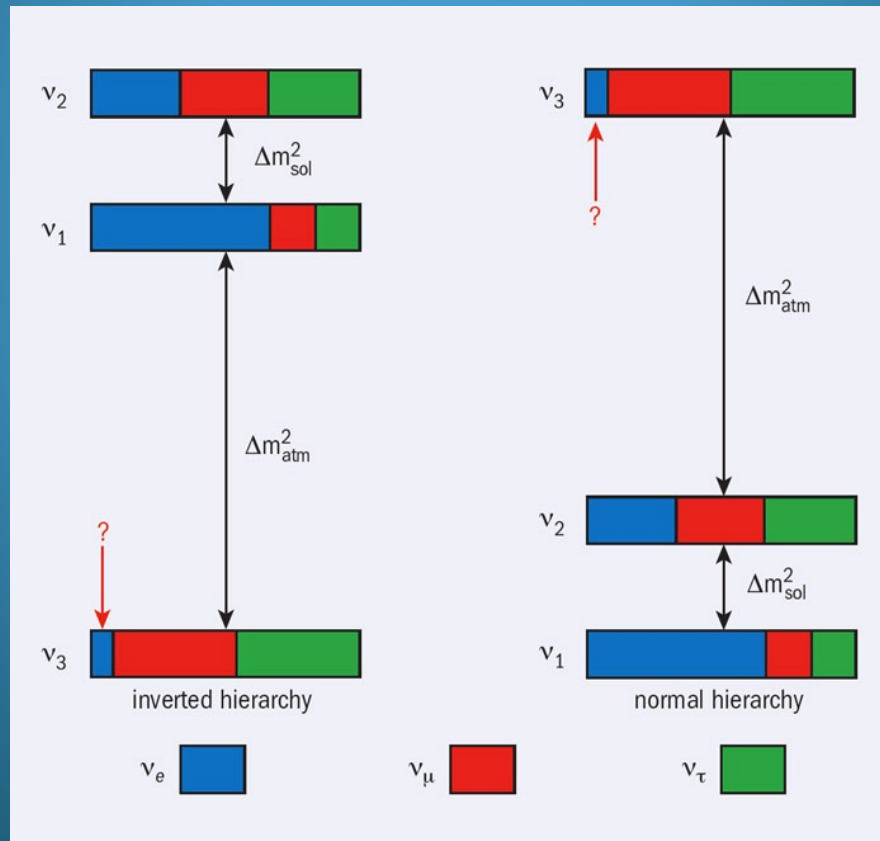 ν₂
Δm²sol
ν₁
Δm²atm
?
ν₃
inverted hierarchy
ν₃
?
Δm²atm
ν₂
Δm²sol
ν₁
normal hierarchy
νe νμ ντ